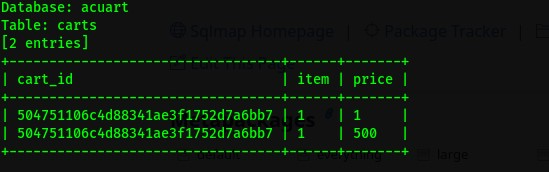 Database: acuart
Table: carts
[2 entries]
+----------------------------------+------+-------+
| cart_id                          | item | price |
+----------------------------------+------+-------+
| 504751106c4d88341ae3f1752d7a6bb7 | 1    | 1     |
| 504751106c4d88341ae3f1752d7a6bb7 | 1    | 500   |
+----------------------------------+------+-------+
Sqlmap Homepage | Package Tracker |
default everything large